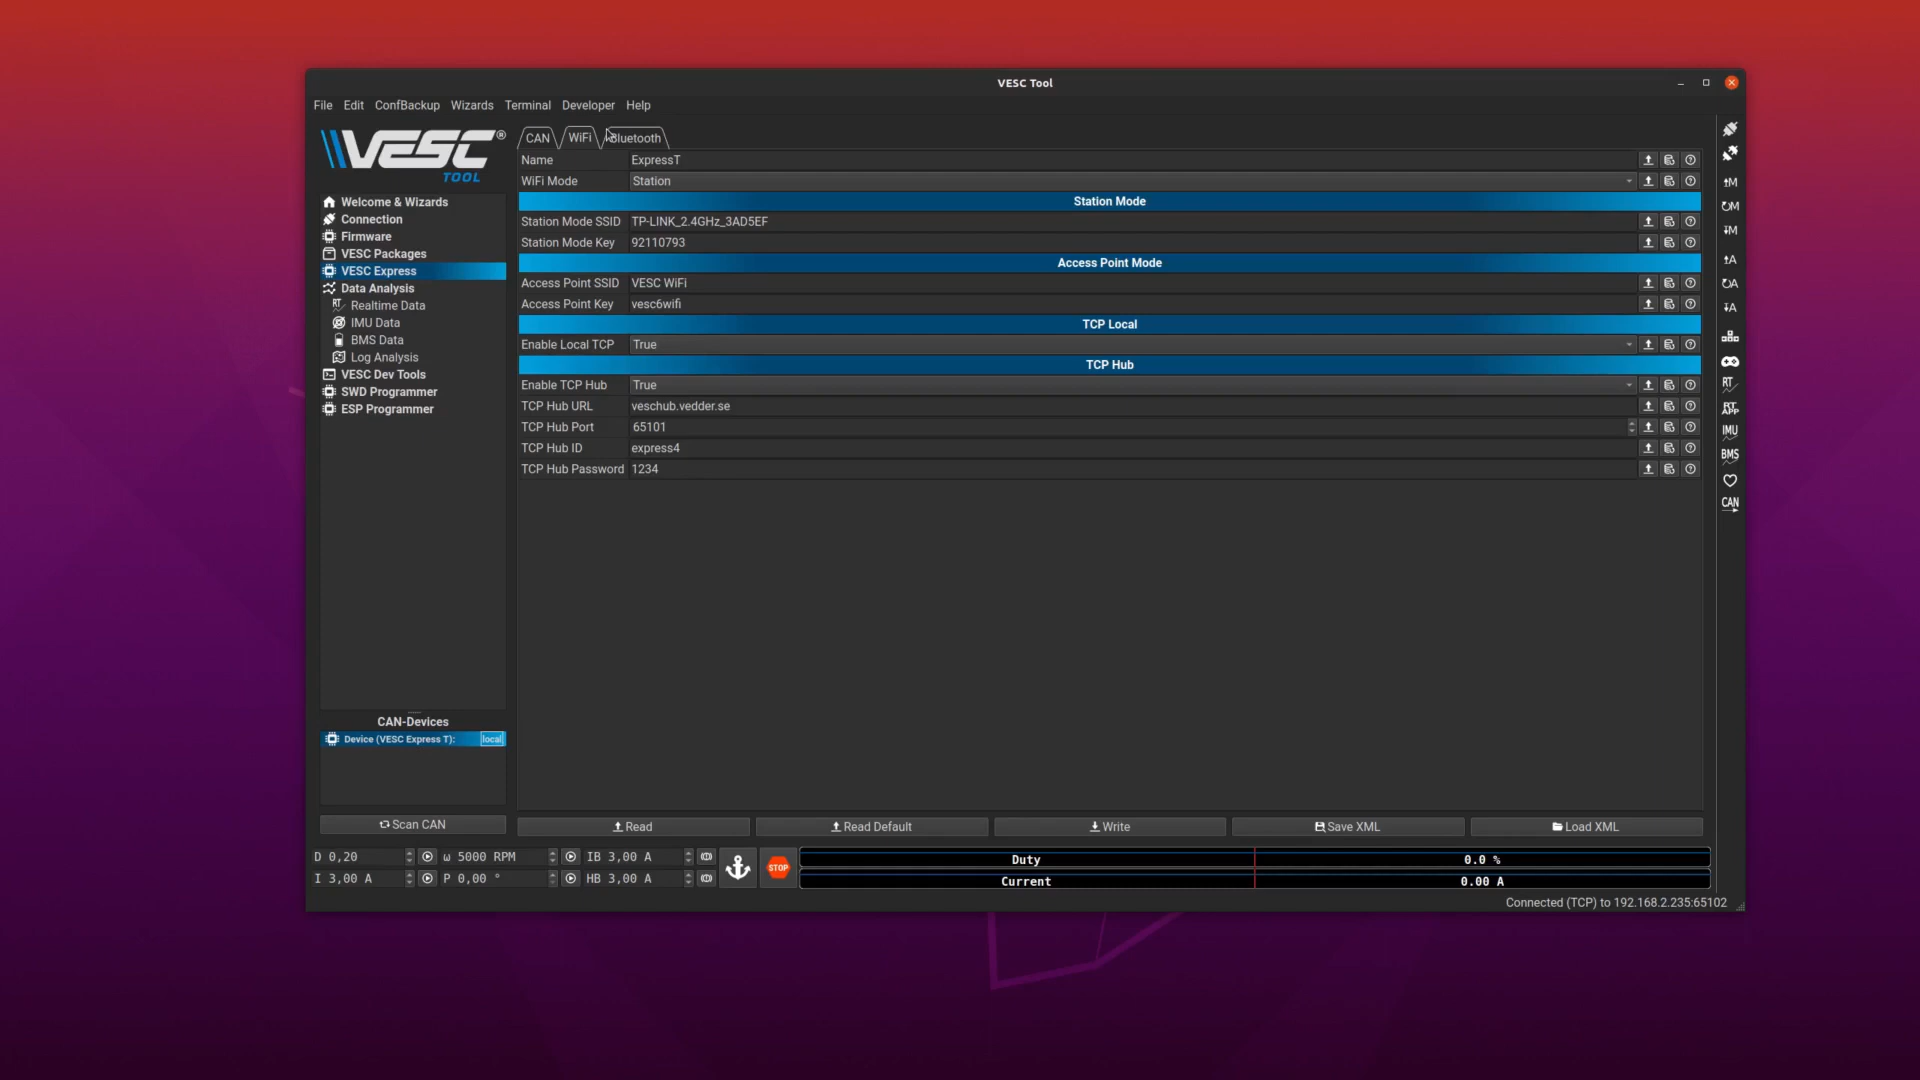 VESC Tool
File Edit ConfBackup Wizards Terminal Developer Help
VESC®
TOOL
Welcome & Wizards
Connection
Firmware
VESC Packages
VESC Express
Data Analysis
Realtime Data
IMU Data
BMS Data
Log Analysis
VESC Dev Tools
SWD Programmer
ESP Programmer
CAN-Devices
Device (VESC Express T): local
Scan CAN
CAN WiFi Bluetooth
Name ExpressT
WiFi Mode Station
Station Mode
Station Mode SSID TP-LINK_2.4GHz_3AD5EF
Station Mode Key 92110793
Access Point Mode
Access Point SSID VESC WiFi
Access Point Key vesc6wifi
TCP Local
Enable Local TCP True
TCP Hub
Enable TCP Hub True
TCP Hub URL veschub.vedder.se
TCP Hub Port 65101
TCP Hub ID express4
TCP Hub Password 1234
Read Read Default Write Save XML Load XML
D 0,20 ω 5000 RPM IB 3,00 A
I 3,00 A P 0,00 ° HB 3,00 A
STOP
Duty 0.0 %
Current 0.00 A
Connected (TCP) to 192.168.2.235:65102
M
M
M
A
A
A
RT
RT
APP
IMU
BMS
CAN